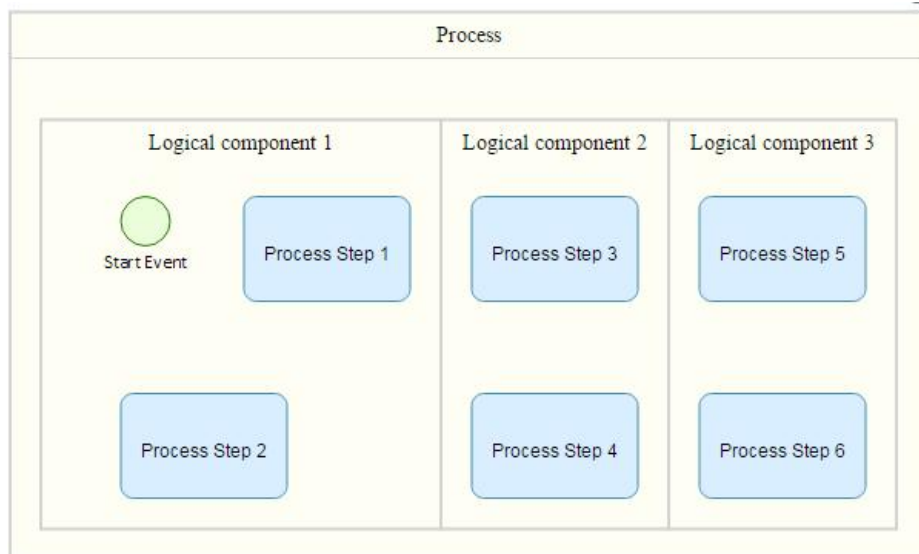 Process
Logical component 1
Logical component 2
Logical component 3
Start Event
Process Step 1
Process Step 3
Process Step 5
Process Step 2
Process Step 4
Process Step 6